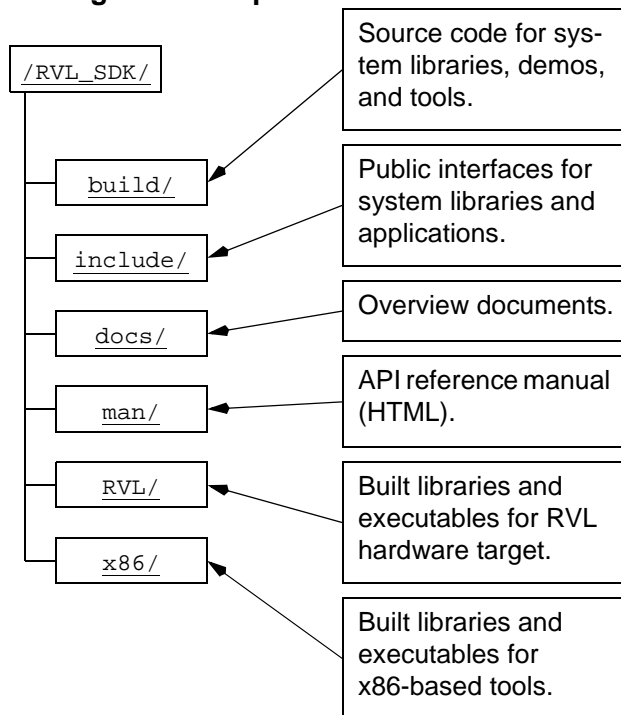 /RVL_SDK/
Source code for sys-
tem libraries, demos,
and tools.
build/
Public interfaces for
system libraries and
applications.
include/
Overview documents.
docs/
API reference manual
(HTML).
man/
Built libraries and
executables for RVL
hardware target.
RVL/
Built libraries and
executables for
x86-based tools.
x86/